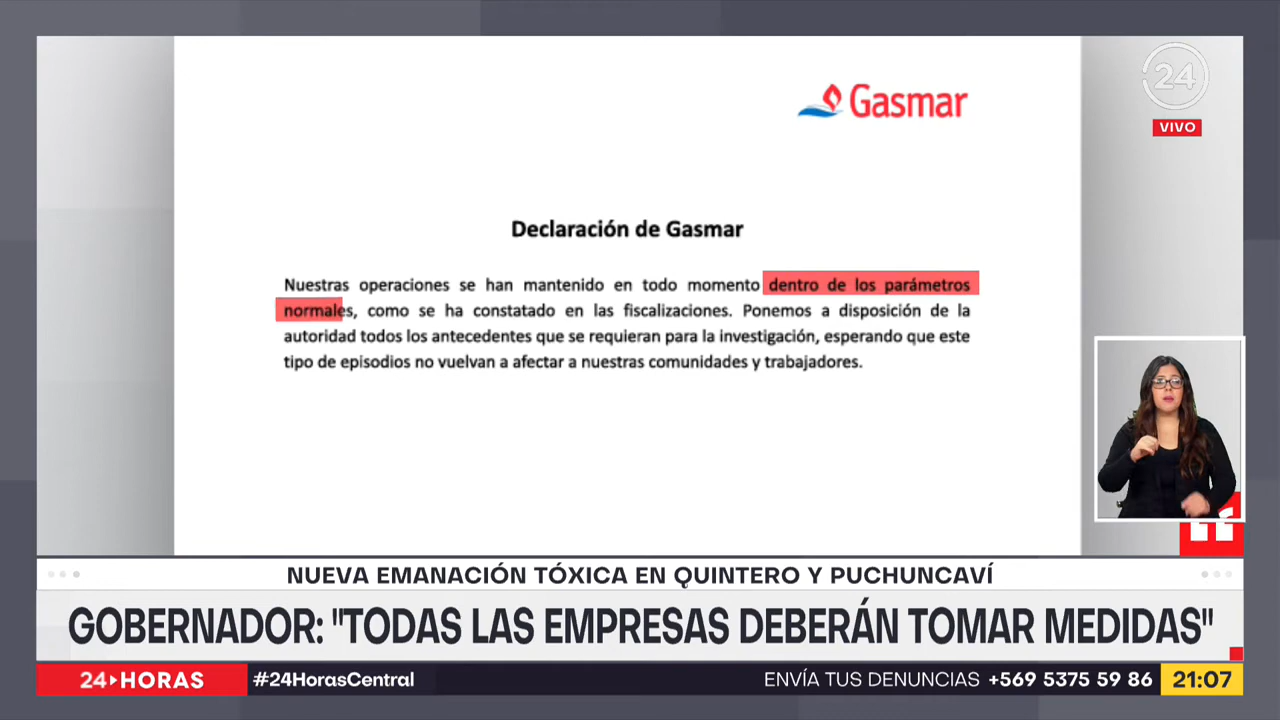 Gasmar
24
VIVO
Declaración de Gasmar
Nuestras operaciones se han mantenido en todo momento dentro de los parámetros
normales, como se ha constatado en las fiscalizaciones. Ponemos a disposición de la
autoridad todos los antecedentes que se requieran para la investigación, esperando que este
tipo de episodios no vuelvan a afectar a nuestras comunidades y trabajadores.
NUEVA EMANACIÓN TÓXICA EN QUINTERO Y PUCHUNCAVÍ
GOBERNADOR: "TODAS LAS EMPRESAS DEBERÁN TOMAR MEDIDAS"
24 HORAS #24HorasCentral ENVÍA TUS DENUNCIAS +569 5375 59 86 21:07